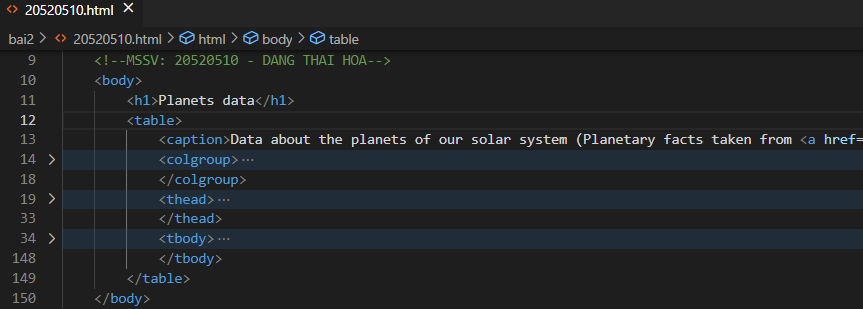 20520510.html ×
bai2 > 20520510.html > html > body > table
9 <!--MSSV: 20520510 - DANG THAI HOA-->
10 <body>
11 <h1>Planets data</h1>
12 <table>
13 <caption>Data about the planets of our solar system (Planetary facts taken from <a href=
14 <colgroup>…
18 </colgroup>
19 <thead>…
33 </thead>
34 <tbody>…
148 </tbody>
149 </table>
150 </body>